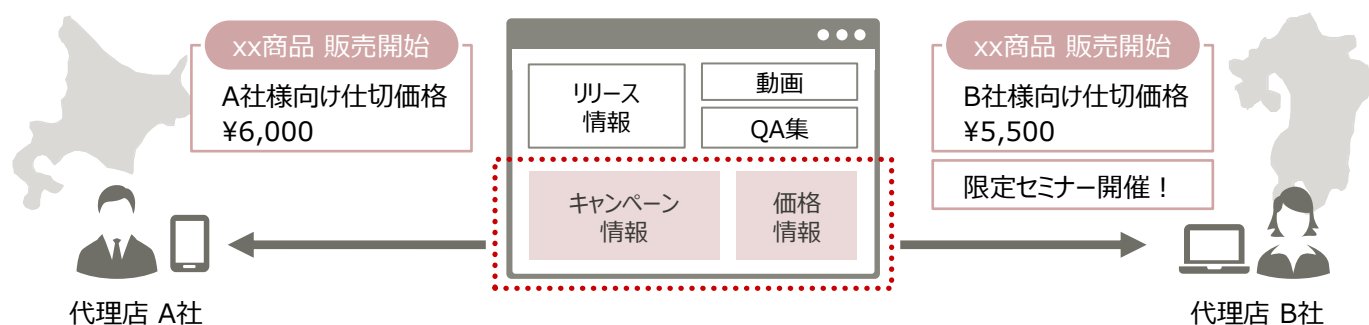 xx商品 販売開始
A社様向け仕切価格
¥6,000
代理店 A社
リリース
情報
動画
QA集
キャンペーン
情報
価格
情報
xx商品 販売開始
B社様向け仕切価格
¥5,500
限定セミナー開催！
代理店 B社